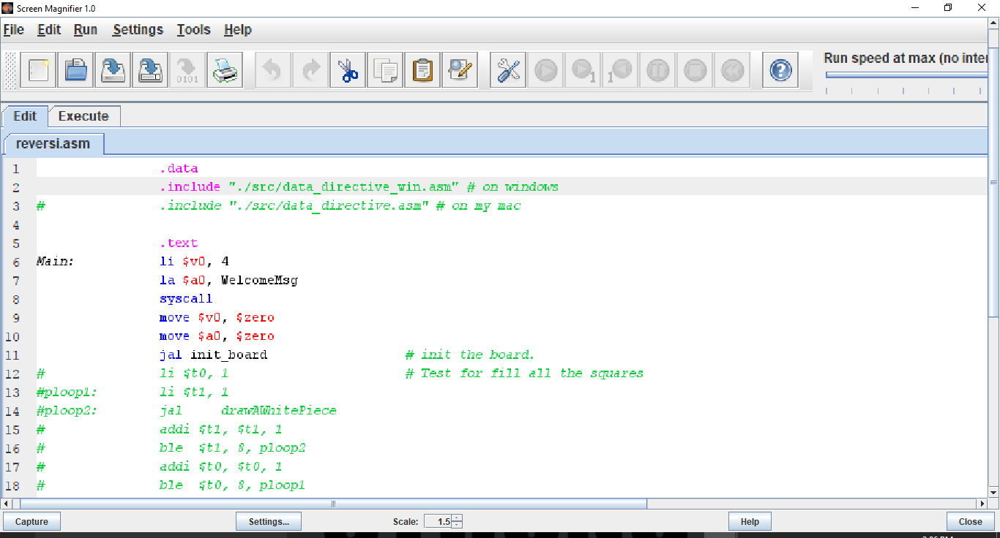 Screen Magnifier 1.0
File Edit Run Settings Tools Help
0101 1 1 Run speed at max (no inte
Edit Execute
reversi.asm
1 .data
2 .include "./src/data_directive_win.asm" # on windows
3 # .include "./src/data_directive.asm" # on my mac
4
5 .text
6 Main: li $v0, 4
7 la $a0, WelcomeMsg
8 syscall
9 move $v0, $zero
10 move $a0, $zero
11 jal init_board # init the board.
12 # li $t0, 1 # Test for fill all the squares
13 #ploop1: li $t1, 1
14 #ploop2: jal drawAWhitePiece
15 # addi $t1, $t1, 1
16 # ble $t1, 8, ploop2
17 # addi $t0, $t0, 1
18 # ble $t0, 8, ploop1
Capture Settings... Scale: 1.5 Help Close